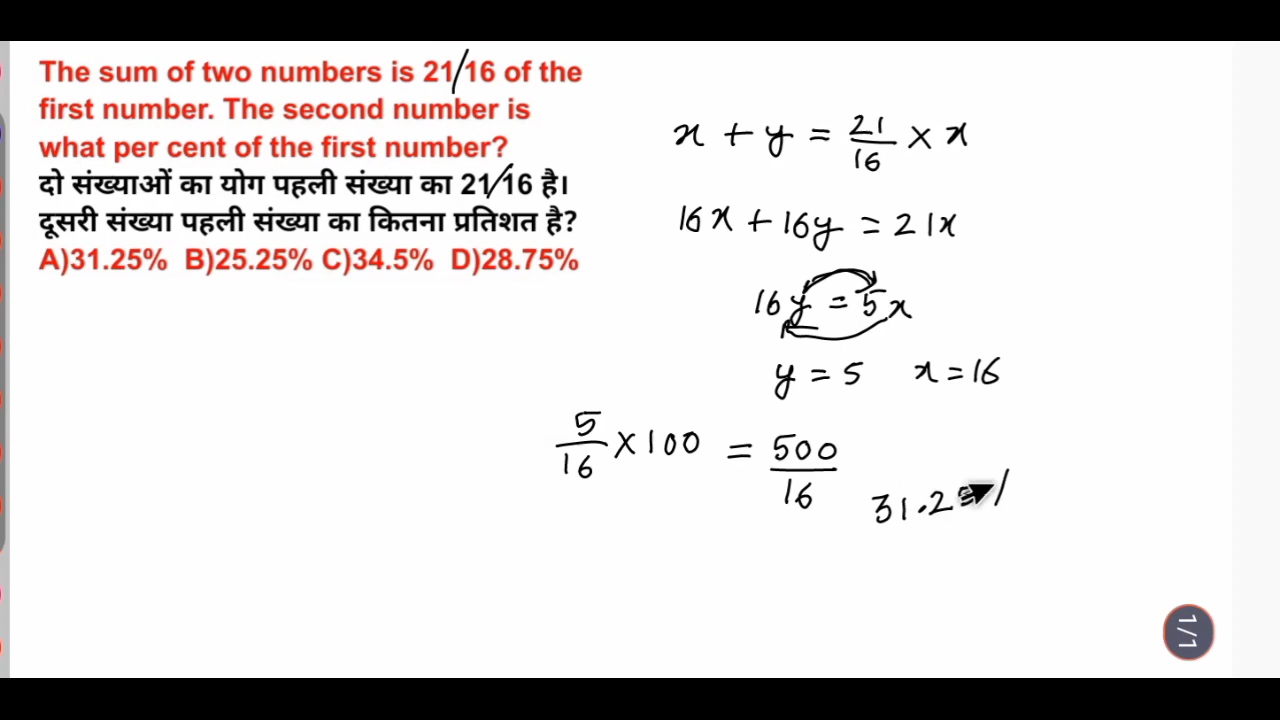 The sum of two numbers is 21/16 of the
first number. The second number is
what per cent of the first number?
दो संख्याओं का योग पहली संख्या का 21/16 है।
दूसरी संख्या पहली संख्या का कितना प्रतिशत है?
A)31.25% B)25.25% C)34.5% D)28.75%
x + y = 21/16 × x
16x + 16y = 21x
16y = 5x
y = 5 x = 16
5/16 × 100 = 500/16
31.2
1/1